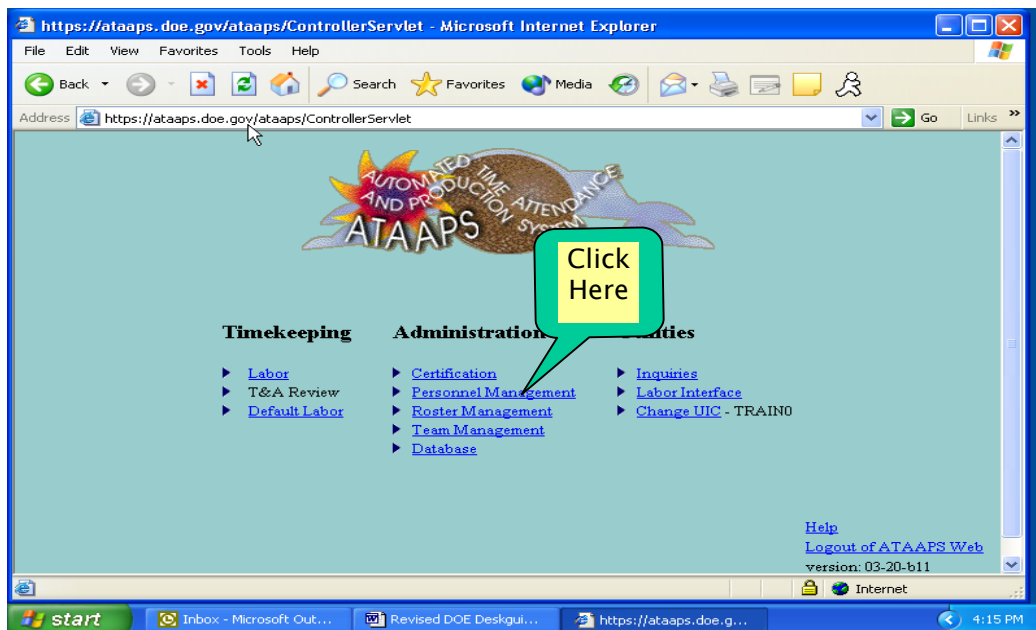 https://ataaps.doe.gov/ataaps/ControllerServlet - Microsoft Internet Explorer
File Edit View Favorites Tools Help
Back Search Favorites Media
Address https://ataaps.doe.gov/ataaps/ControllerServlet Go Links »
AUTOMATED TIME ATTENDANCE
AND PRODUCTION SYSTEM
ATAAPS
Click
Here
Timekeeping Administration
Labor Certification Inquiries
T&A Review Personnel Management Labor Interface
Default Labor Roster Management Change UIC - TRAIN0
Team Management
Database
Help
Logout of ATAAPS Web
version: 03-20-b11
Internet
start Inbox - Microsoft Out... Revised DOE Deskgui... https://ataaps.doe.g... 4:15 PM